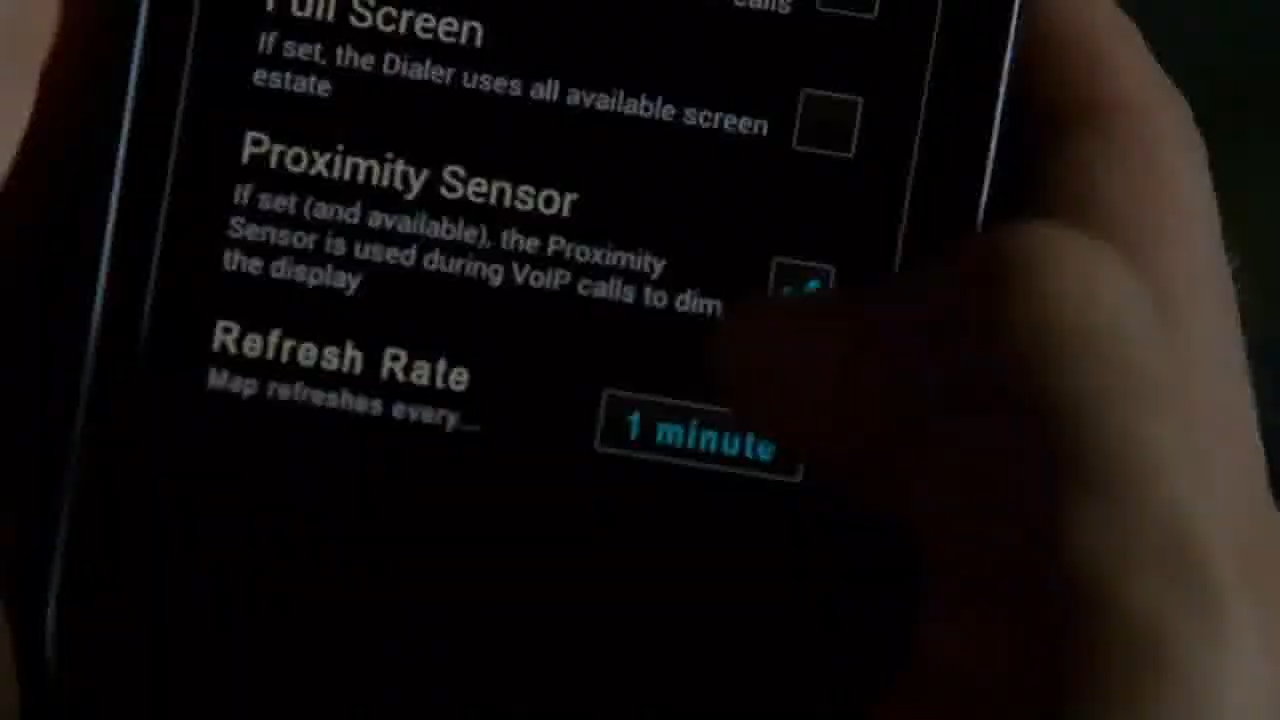 calls
Full Screen
If set, the Dialer uses all available screen
estate
Proximity Sensor
If set (and available), the Proximity
Sensor is used during VoIP calls to dim
the display
Refresh Rate
Map refreshes every...
1 minute